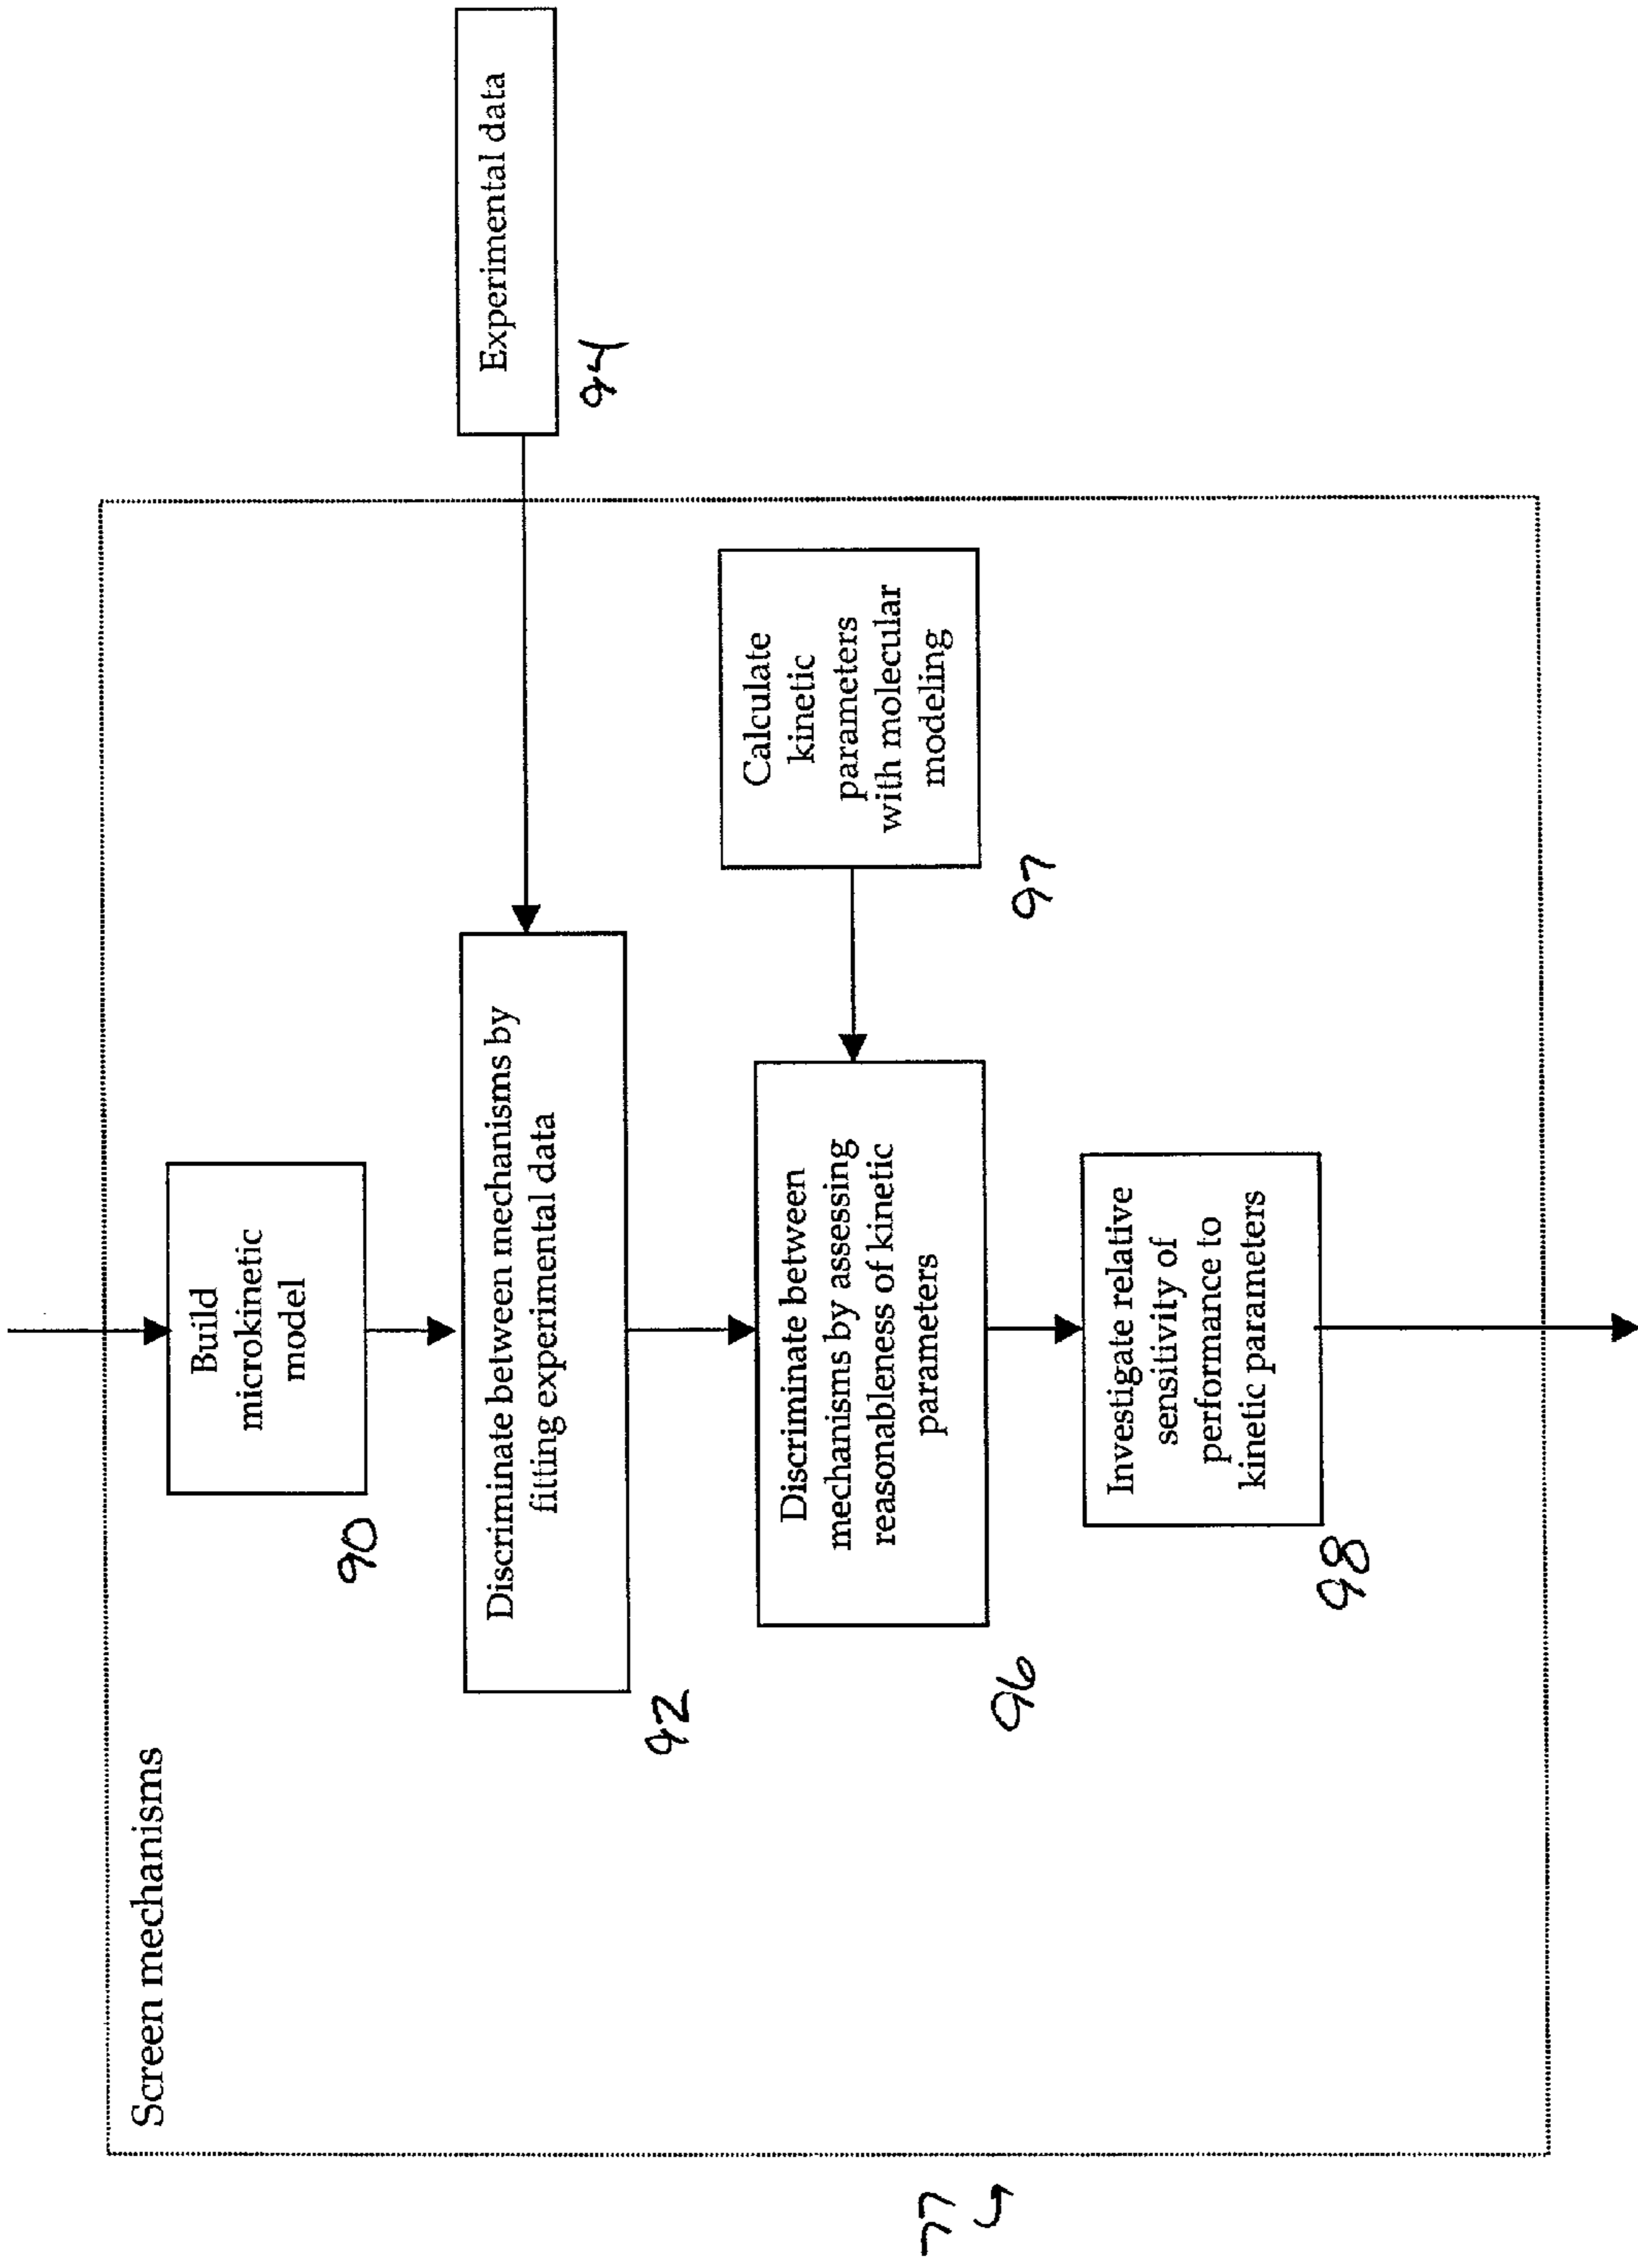 Screen mechanisms
Build
microkinetic
model
90
Discriminate between mechanisms by
fitting experimental data
92
Experimental data
94
Discriminate between
mechanisms by assessing
reasonableness of kinetic
parameters
96
Calculate
kinetic
parameters
with molecular
modeling
97
Investigate relative
sensitivity of
performance to
kinetic parameters
98
77